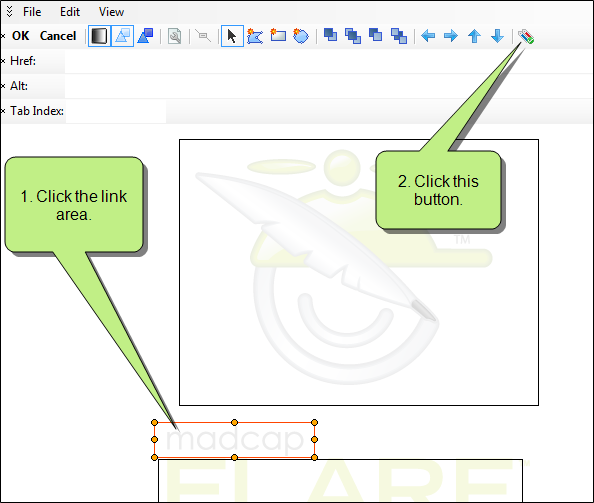 File Edit View
OK Cancel
Href:
Alt:
Tab Index:
1. Click the link
area.
2. Click this
button.
TM
madcap
FLARE